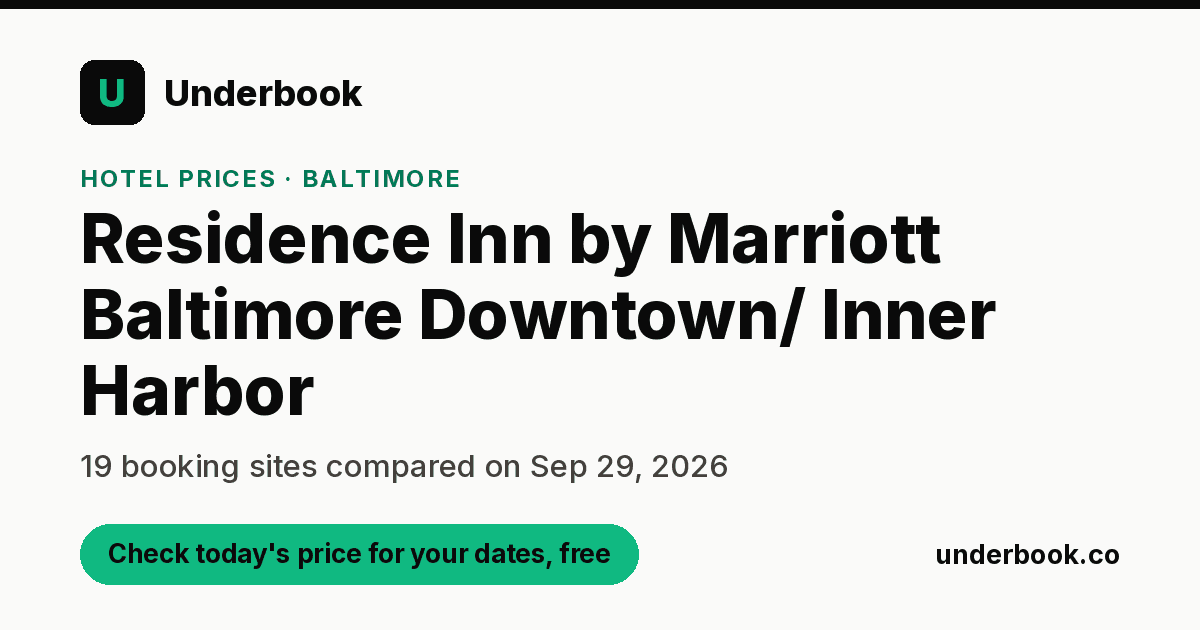 U Underbook
HOTEL PRICES · BALTIMORE
Residence Inn by Marriott
Baltimore Downtown/ Inner
Harbor
19 booking sites compared on Sep 29, 2026
Check today's price for your dates, free
underbook.co